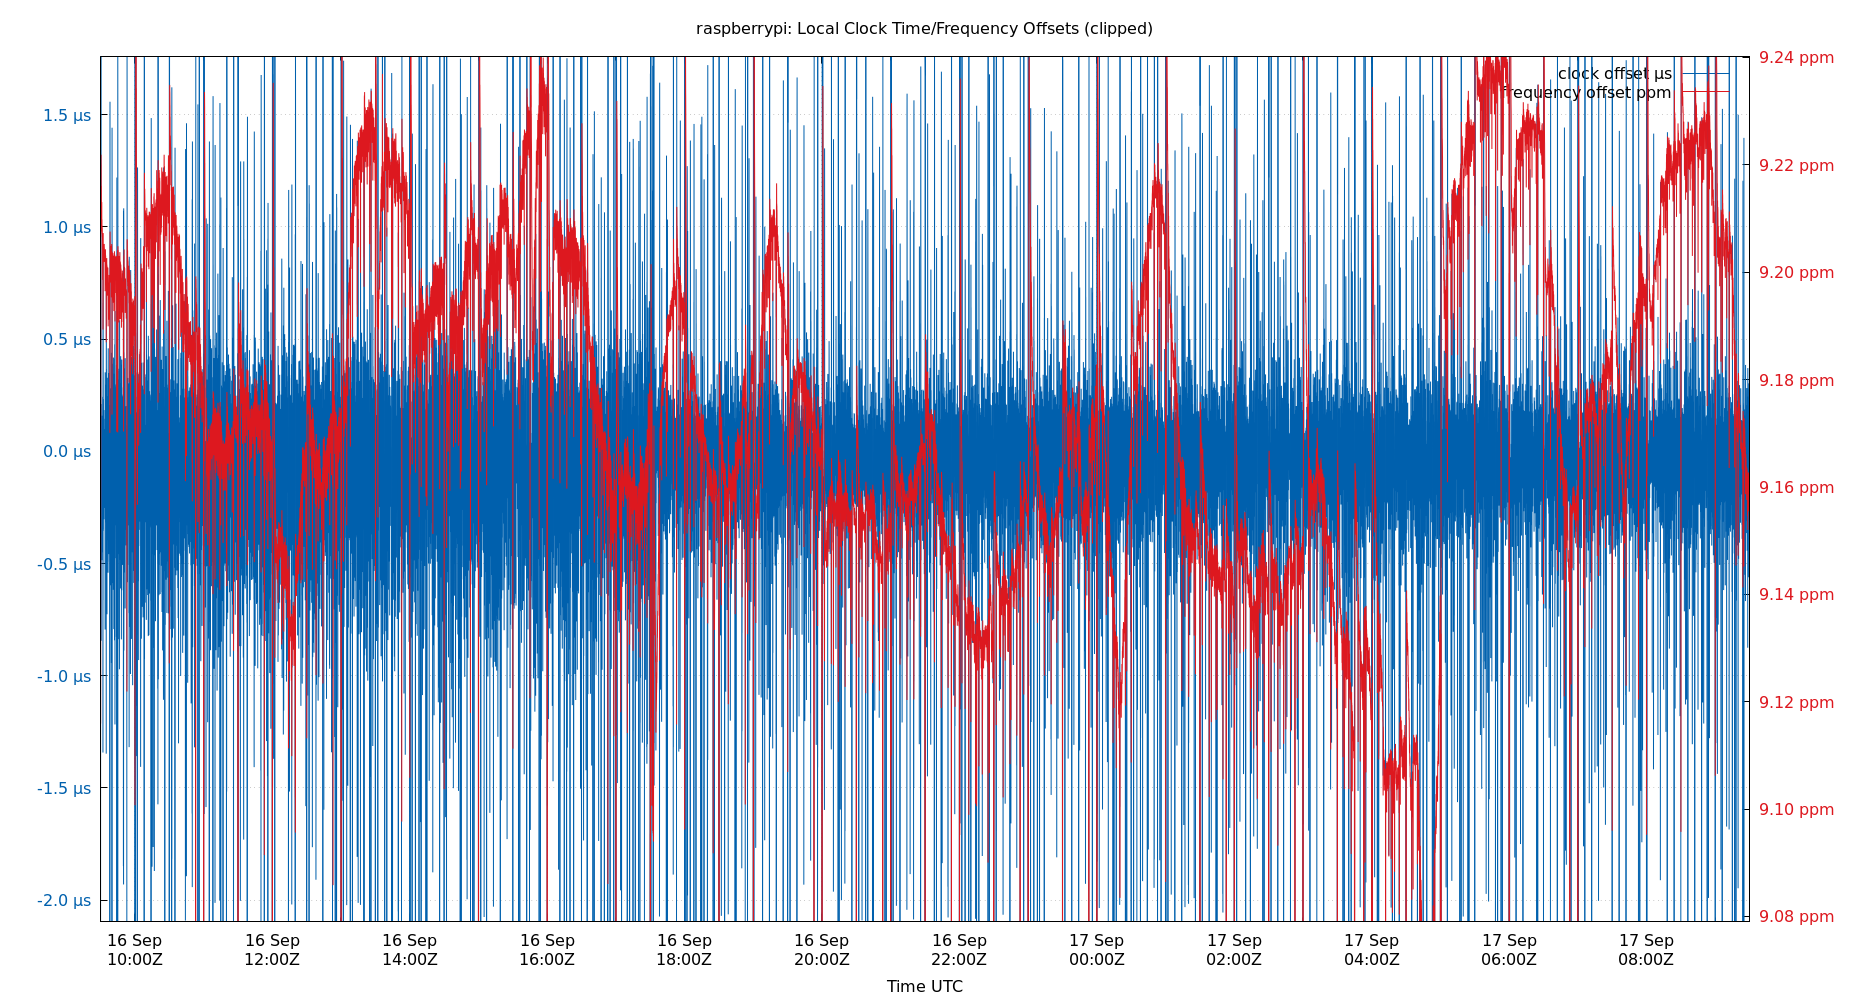 raspberrypi: Local Clock Time/Frequency Offsets (clipped)
clock offset µs
frequency offset ppm
1.5 µs
1.0 µs
0.5 µs
0.0 µs
-0.5 µs
-1.0 µs
-1.5 µs
-2.0 µs
9.24 ppm
9.22 ppm
9.20 ppm
9.18 ppm
9.16 ppm
9.14 ppm
9.12 ppm
9.10 ppm
9.08 ppm
16 Sep 16 Sep 16 Sep 16 Sep 16 Sep 16 Sep 16 Sep 17 Sep 17 Sep 17 Sep 17 Sep 17 Sep
10:00Z 12:00Z 14:00Z 16:00Z 18:00Z 20:00Z 22:00Z 00:00Z 02:00Z 04:00Z 06:00Z 08:00Z
Time UTC